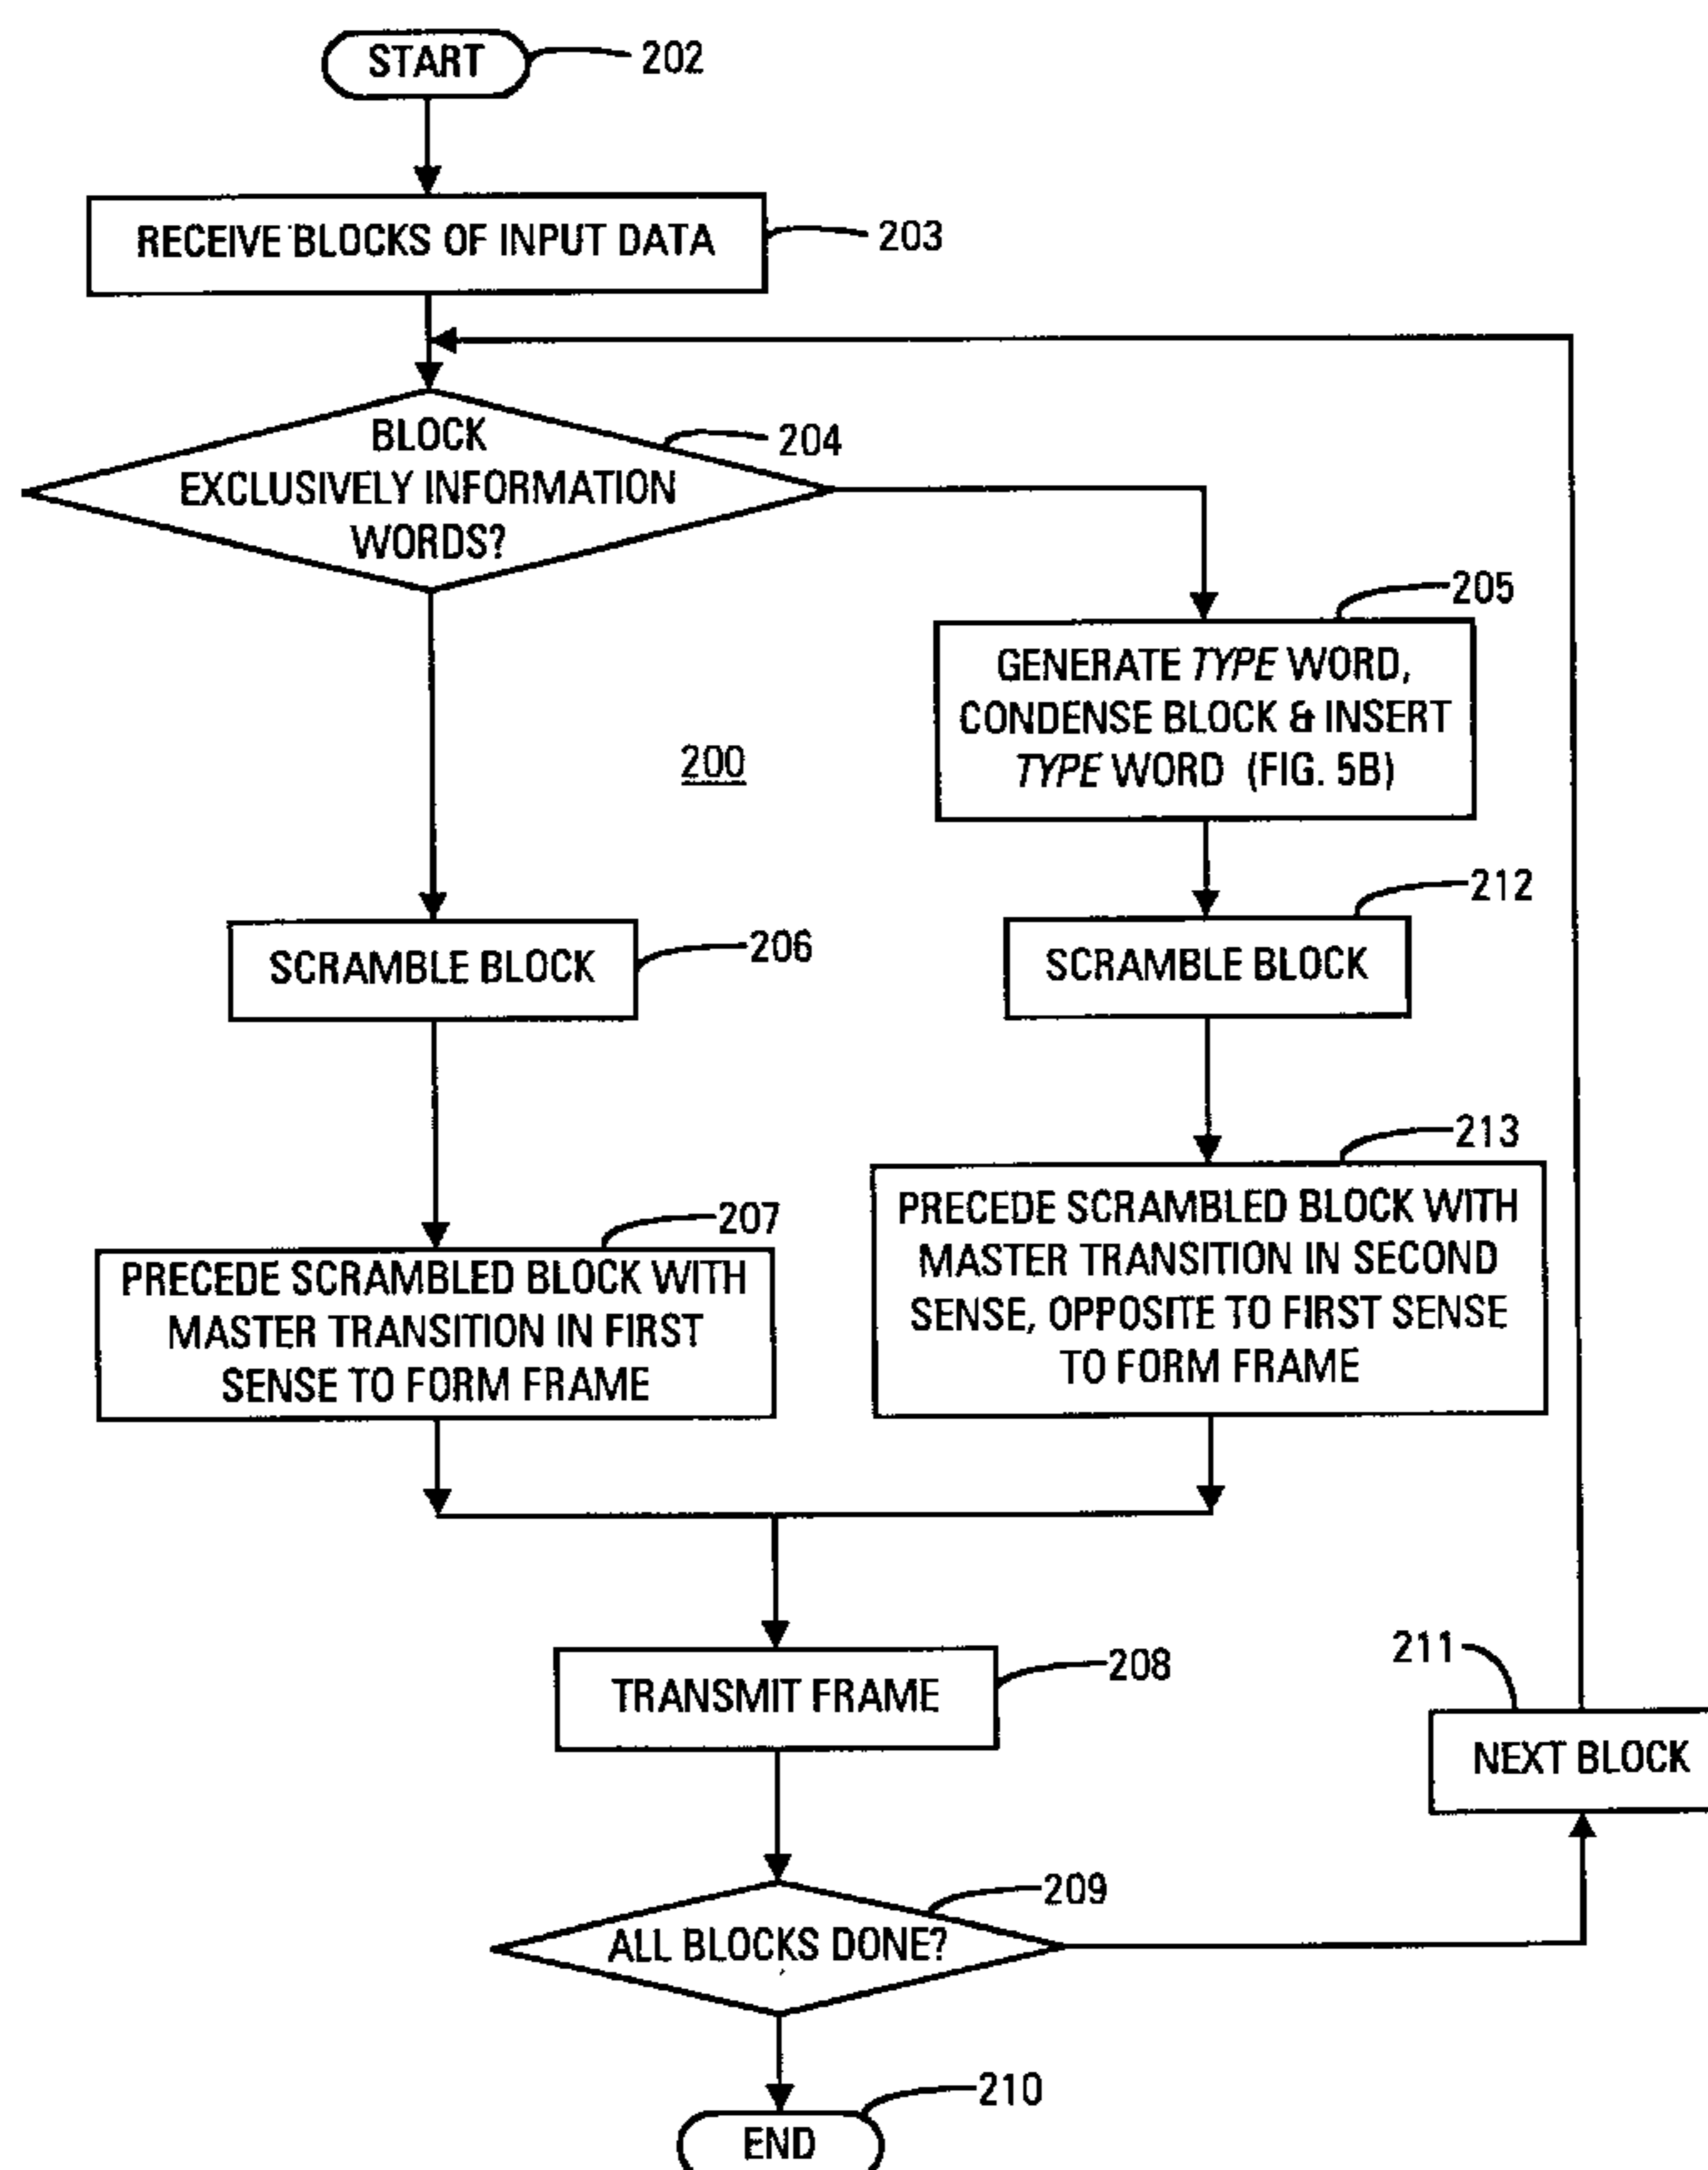 START
202
RECEIVE BLOCKS OF INPUT DATA
203
BLOCK
EXCLUSIVELY INFORMATION
WORDS?
204
205
GENERATE TYPE WORD,
CONDENSE BLOCK & INSERT
TYPE WORD (FIG. 5B)
200
SCRAMBLE BLOCK
206
212
SCRAMBLE BLOCK
207
PRECEDE SCRAMBLED BLOCK WITH
MASTER TRANSITION IN FIRST
SENSE TO FORM FRAME
213
PRECEDE SCRAMBLED BLOCK WITH
MASTER TRANSITION IN SECOND
SENSE, OPPOSITE TO FIRST SENSE
TO FORM FRAME
TRANSMIT FRAME
208
211
NEXT BLOCK
ALL BLOCKS DONE?
209
END
210